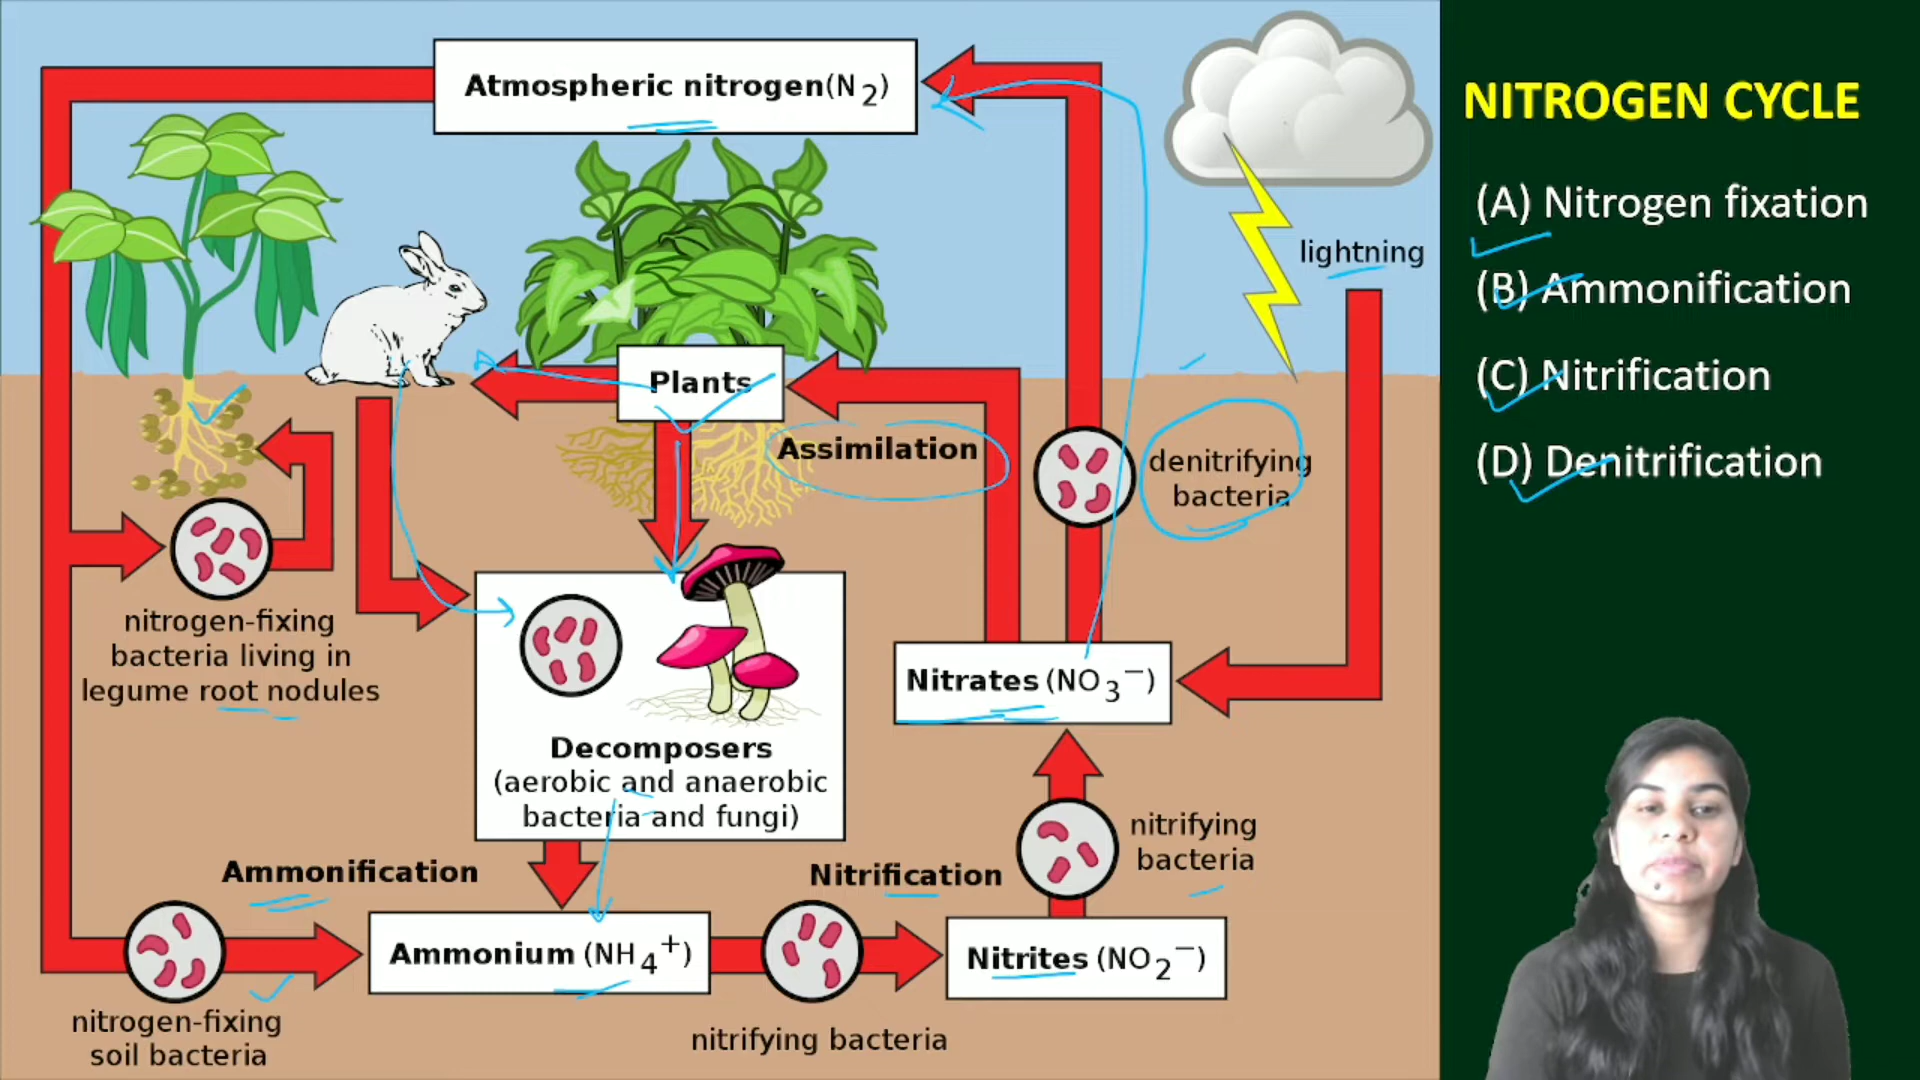 Atmospheric nitrogen(N2)
NITROGEN CYCLE
(A) Nitrogen fixation
lightning
(B) Ammonification
Plants
(C) Nitrification
Assimilation
denitrifying
bacteria
(D) Denitrification
nitrogen-fixing
bacteria living in
legume root nodules
Nitrates (NO3−)
Decomposers
(aerobic and anaerobic
bacteria and fungi)
nitrifying
bacteria
Ammonification
Nitrification
Ammonium (NH4+)
Nitrites (NO2−)
nitrogen-fixing
soil bacteria
nitrifying bacteria